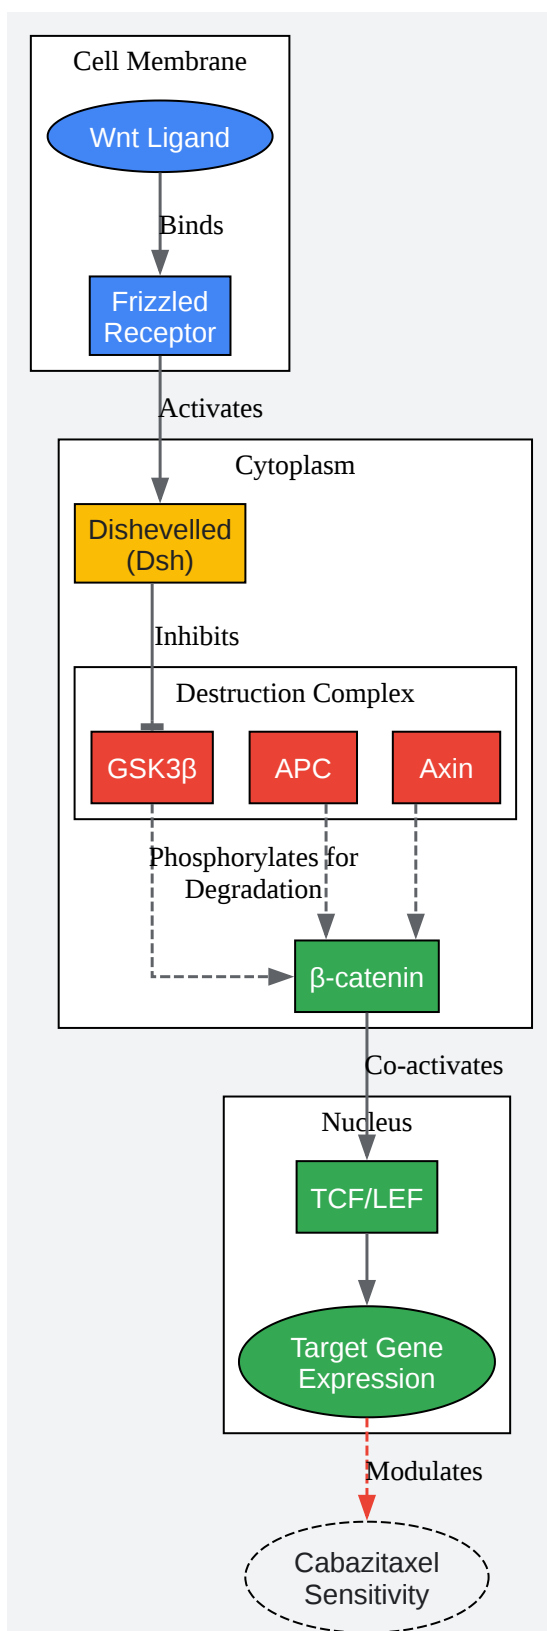 Cell Membrane
Wnt Ligand
Binds
Frizzled
Receptor
Activates
Cytoplasm
Dishevelled
(Dsh)
Inhibits
Destruction Complex
GSK3β
APC
Axin
Phosphorylates for
Degradation
β-catenin
Co-activates
Nucleus
TCF/LEF
Target Gene
Expression
Modulates
Cabazitaxel
Sensitivity